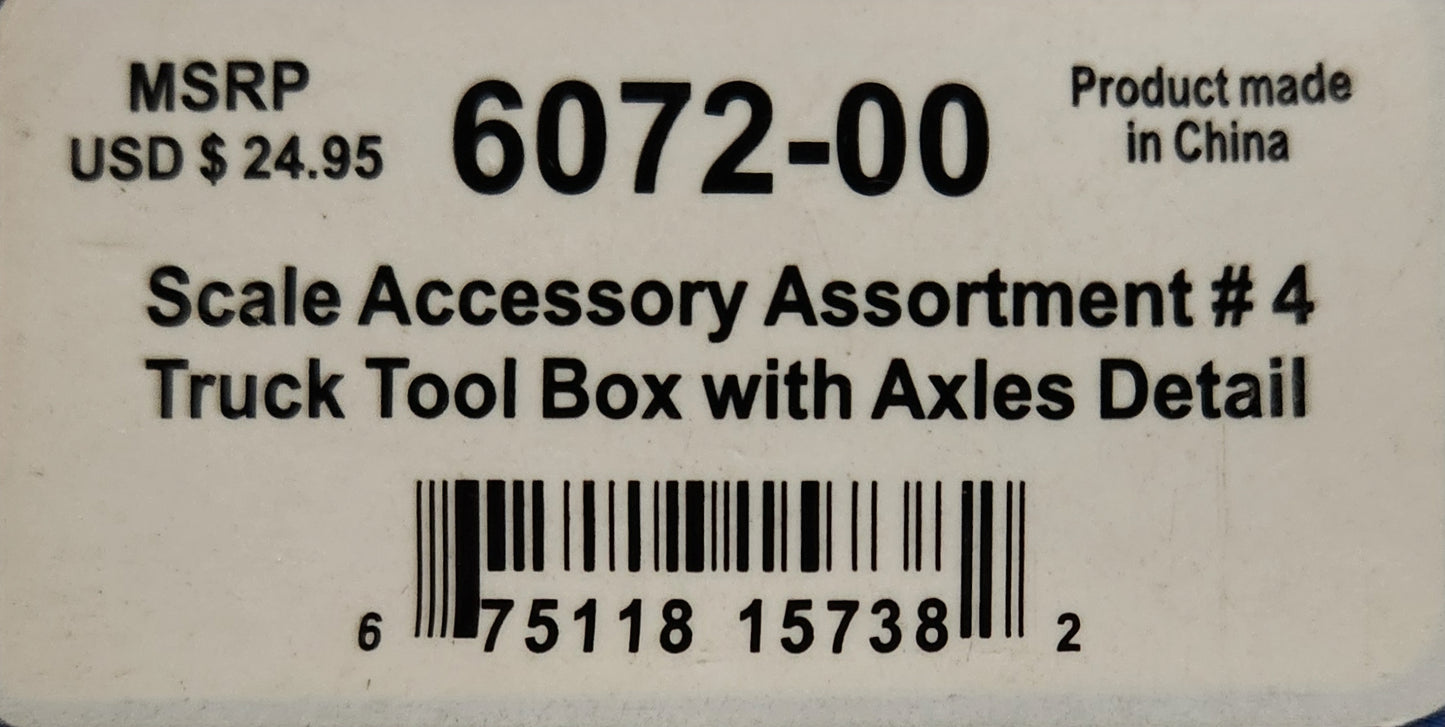 MSRP
USD $ 24.95
6072-00
Product made
in China
Scale Accessory Assortment # 4
Truck Tool Box with Axles Detail
6 75118 15738 2